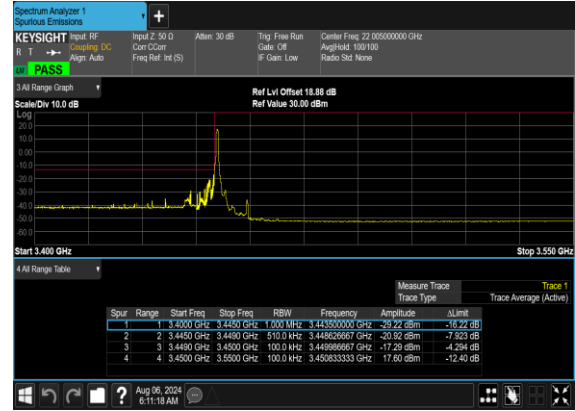 Spectrum Analyzer 1
Spurious Emissions
+
KEYSIGHT Input: RF Input Z: 50 Ω Atten: 30 dB Trig: Free Run Center Freq: 22.005000000 GHz
R T Coupling: DC Corr CCorr Gate: Off Avg|Hold: 100/100
Align: Auto Freq Ref: Int (S) IF Gain: Low Radio Std: None
PASS
3 All Range Graph Ref Lvl Offset 18.88 dB
Scale/Div 10.0 dB Ref Value 30.00 dBm
Log
20.0
10.0
0.00
-10.0
-20.0
-30.0
-40.0
-50.0
-60.0
Start 3.400 GHz Stop 3.550 GHz
4 All Range Table
Measure Trace Trace 1
Trace Type Trace Average (Active)
Spur Range Start Freq Stop Freq RBW Frequency Amplitude ΔLimit
1 1 3.4000 GHz 3.4450 GHz 1.000 MHz 3.443500000 GHz -29.22 dBm -16.22 dB
2 2 3.4450 GHz 3.4490 GHz 510.0 kHz 3.448626667 GHz -20.92 dBm -7.923 dB
3 3 3.4490 GHz 3.4500 GHz 100.0 kHz 3.449986667 GHz -17.29 dBm -4.294 dB
4 4 3.4500 GHz 3.5500 GHz 100.0 kHz 3.450833333 GHz 17.60 dBm -12.40 dB
? Aug 06, 2024
6:11:18 AM